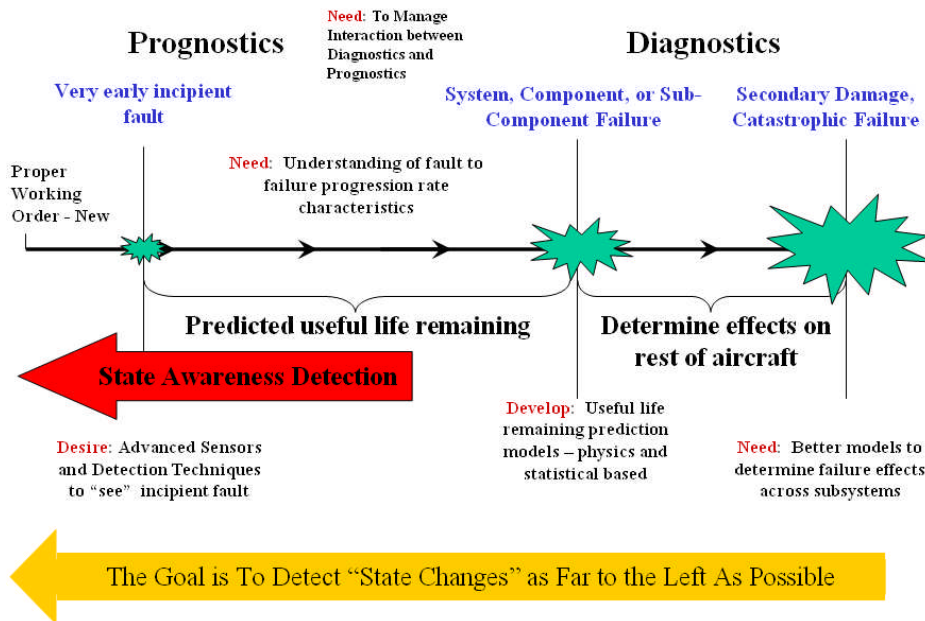 Prognostics
Need: To Manage
Interaction between
Diagnostics and
Prognostics
Diagnostics
Very early incipient
fault
System, Component, or Sub-
Component Failure
Secondary Damage,
Catastrophic Failure
Proper
Working
Order - New
Need: Understanding of fault to
failure progression rate
characteristics
Predicted useful life remaining
Determine effects on
rest of aircraft
State Awareness Detection
Desire: Advanced Sensors
and Detection Techniques
to “see” incipient fault
Develop: Useful life
remaining prediction
models – physics and
statistical based
Need: Better models to
determine failure effects
across subsystems
The Goal is To Detect “State Changes” as Far to the Left As Possible